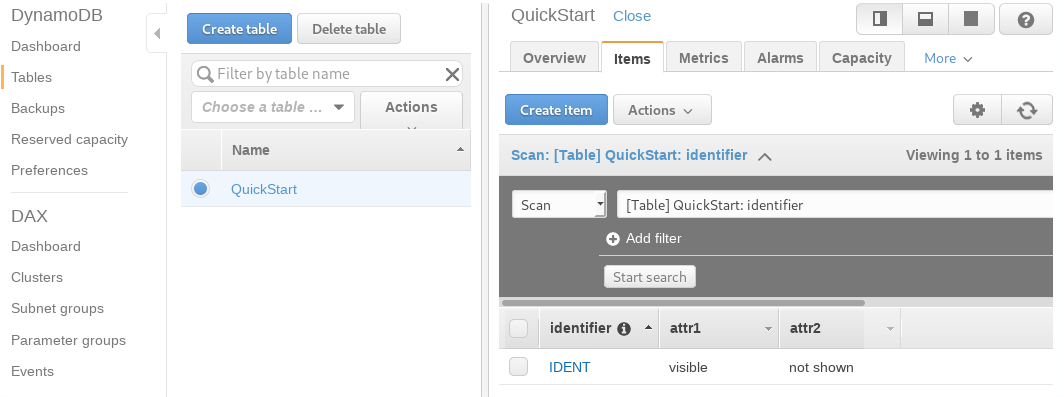 DynamoDB
Dashboard
Tables
Backups
Reserved capacity
Preferences
DAX
Dashboard
Clusters
Subnet groups
Parameter groups
Events
Create table
Delete table
Filter by table name
Choose a table ...
Actions
Name
QuickStart
QuickStart Close
Overview Items Metrics Alarms Capacity More
Create item Actions
Scan: [Table] QuickStart: identifier Viewing 1 to 1 items
Scan [Table] QuickStart: identifier
Add filter
Start search
identifier attr1 attr2
IDENT visible not shown